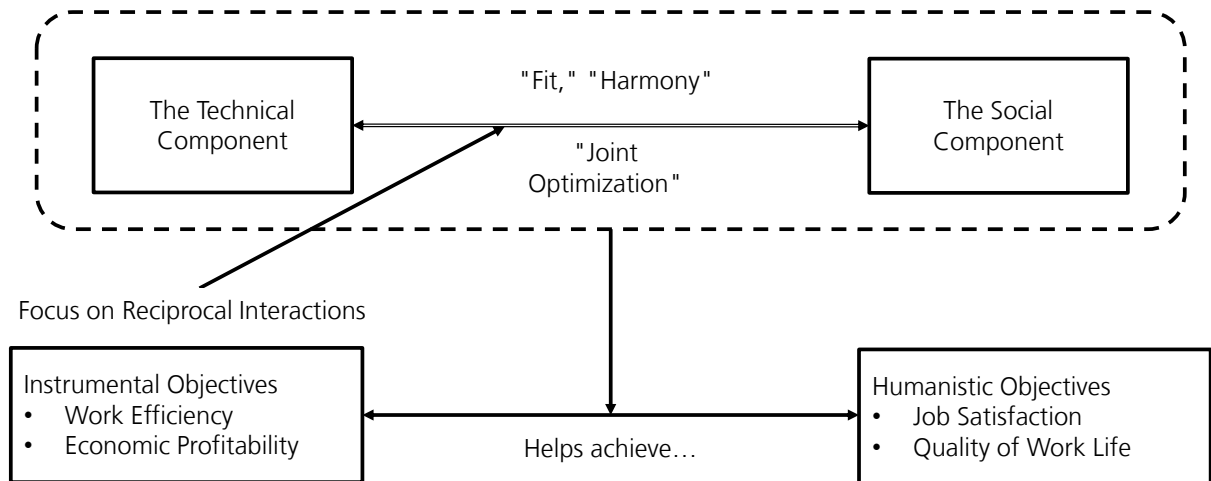 "Fit," "Harmony"
The Technical
Component
The Social
Component
"Joint
Optimization"
Focus on Reciprocal Interactions
Instrumental Objectives
• Work Efficiency
• Economic Profitability
Humanistic Objectives
• Job Satisfaction
• Quality of Work Life
Helps achieve…